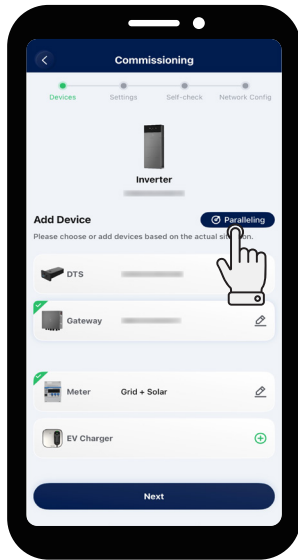 Commissioning
Devices Settings Self-check Network Config
Inverter
Add Device
Paralleling
Please choose or add devices based on the actual situation.
DTS
Gateway
Meter Grid + Solar
EV Charger
Next